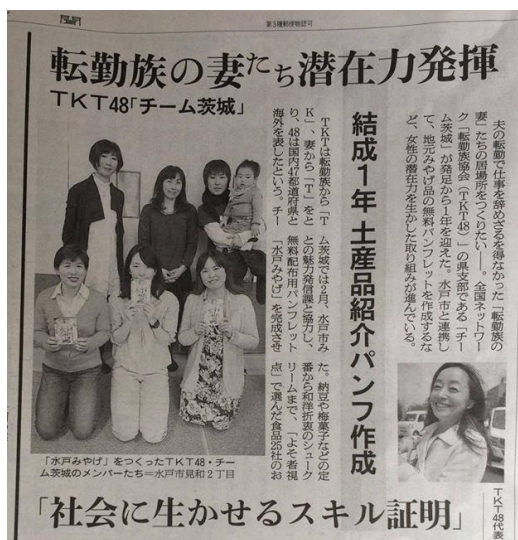 第3種郵便物認可
転勤族の妻たち潜在力発揮
TKT48「チーム茨城」
結成1年 土産品紹介パンフ作成
夫の転勤で仕事を辞めざるを得なかった「転勤族の
妻」たちの居場所をつくりたい――。全国ネットワー
ク「転勤族協会（TKT48）」の県支部である「チー
ム茨城」が発足から1年を迎えた。水戸市と連携し
て、地元みやげ品の無料パンフレットを作成するな
ど、女性の潜在力を生かした取り組みが進んでいる。
TKTは転勤族から「T
K」、妻から「T」をと
り、48は国内47都道府県と
海外を表したという。チー
ム茨城では2月、水戸市み
との魅力発信課と協力し、
無料配布用パンフレット
「水戸みやげ」を完成させ
た。納豆や梅菓子などの定
番から和洋折衷のシューク
リームまで、「よそ者視
点」で選んだ食品25社のお
「水戸みやげ」をつくったTKT48・チー
ム茨城のメンバーたち＝水戸市見和2丁目
TKT48代表
「社会に生かせるスキル証明」